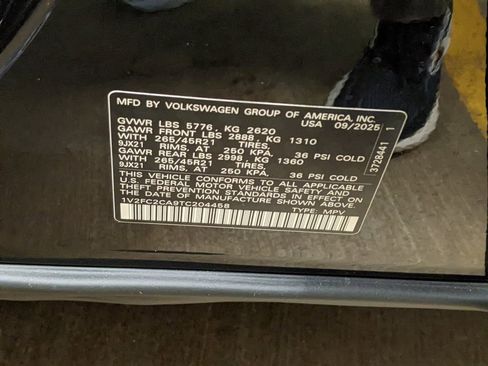 MFD BY VOLKSWAGEN GROUP OF AMERICA, INC.
GVWR LBS 5776, KG 2620 USA 09/2025
GAWR FRONT LBS 2888, KG 1310
WITH 265/45R21 TIRES,
9JX21 RIMS, AT 250 KPA, 36 PSI COLD
GAWR REAR LBS 2998, KG 1360
WITH 265/45R21 TIRES,
9JX21 RIMS, AT 250 KPA, 36 PSI COLD
THIS VEHICLE CONFORMS TO ALL APPLICABLE
U.S. FEDERAL MOTOR VEHICLE SAFETY AND
THEFT PREVENTION STANDARDS IN EFFECT ON
THE DATE OF MANUFACTURE SHOWN ABOVE.
1V2FC2CA9TC204458 TYPE: MPV
3728441 1